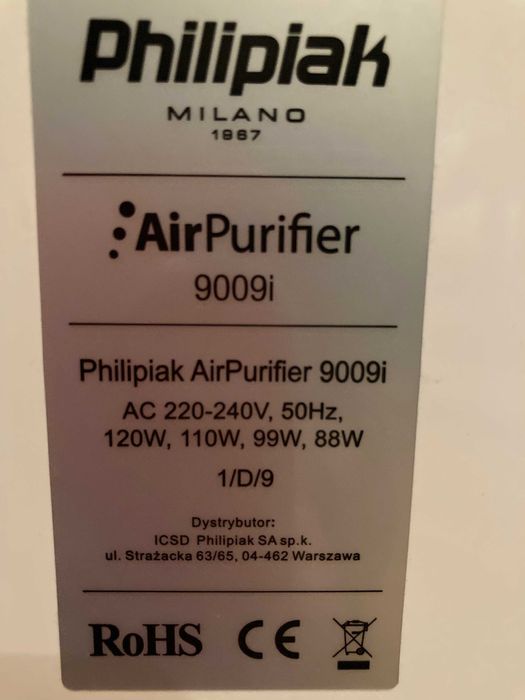 Philipiak
MILANO
1967
AirPurifier
9009i
Philipiak AirPurifier 9009i
AC 220-240V, 50Hz,
120W, 110W, 99W, 88W
1/D/9
Dystrybutor:
ICSD Philipiak SA sp.k.
ul. Strażacka 63/65, 04-462 Warszawa
RoHS CE